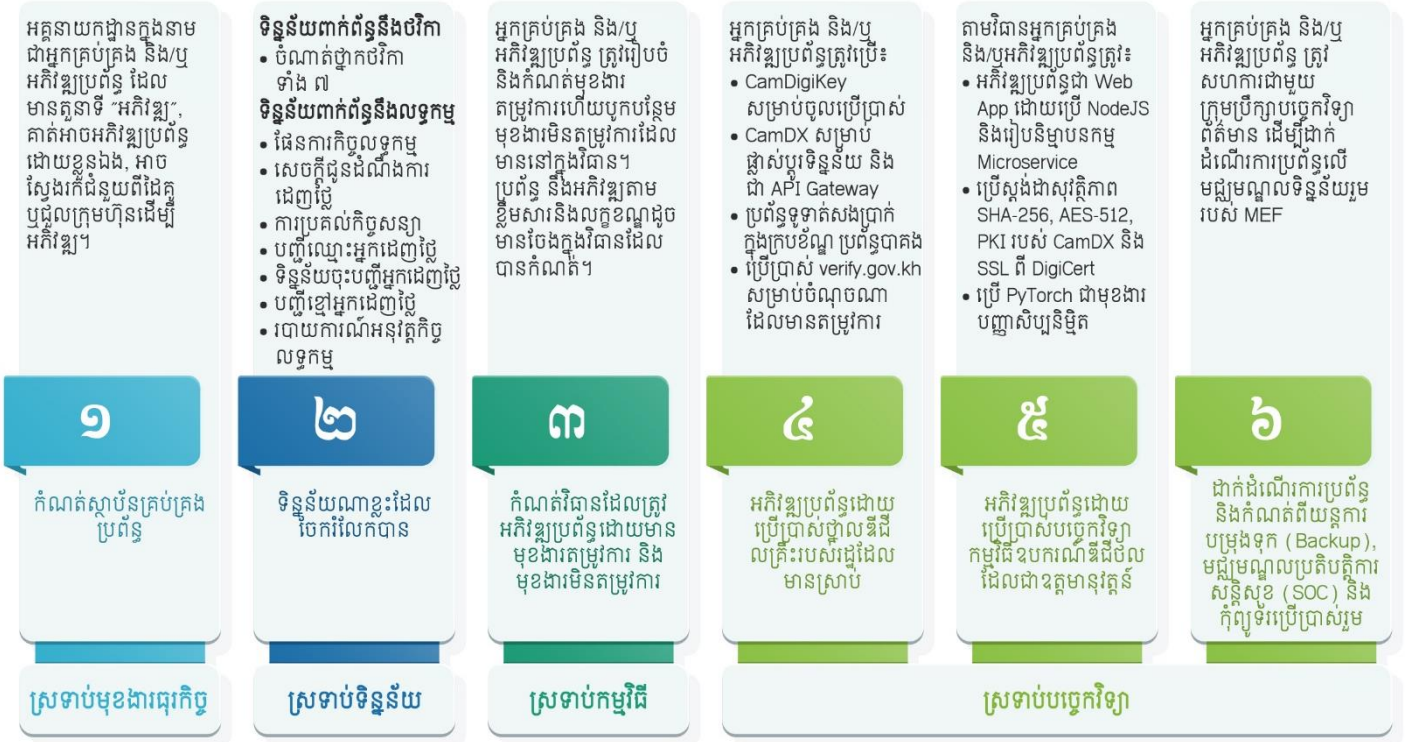 អគ្គនាយកដ្ឋានក្នុងនាម
ជាអ្នកគ្រប់គ្រង និង/ឬ
អភិវឌ្ឍប្រព័ន្ធ ដែល
មានតួនាទី “អភិវឌ្ឍ”,
គាត់អាចអភិវឌ្ឍប្រព័ន្ធ
ដោយខ្លួនឯង, អាច
ស្វែងរកជំនួយពីដៃគូ
ឬជួលក្រុមហ៊ុនដើម្បី
អភិវឌ្ឍ។
១
កំណត់ស្ថាប័នគ្រប់គ្រង
ប្រព័ន្ធ
ស្រទាប់មុខងារធុរកិច្ច
ទិន្នន័យពាក់ព័ន្ធនឹងថវិកា
• ចំណាត់ថ្នាក់ថវិកា
ទាំង ៧
ទិន្នន័យពាក់ព័ន្ធនឹងលទ្ធកម្ម
• ផែនការកិច្ចលទ្ធកម្ម
• សេចក្តីជូនដំណឹងការ
ដេញថ្លៃ
• ការប្រគល់កិច្ចសន្យា
• បញ្ជីឈ្មោះអ្នកដេញថ្លៃ
• ទិន្នន័យចុះបញ្ជីអ្នកដេញថ្លៃ
• បញ្ជីខ្មៅអ្នកដេញថ្លៃ
• របាយការណ៍អនុវត្តកិច្ច
លទ្ធកម្ម
២
ទិន្នន័យណាខ្លះដែល
ចែករំលែកបាន
ស្រទាប់ទិន្នន័យ
អ្នកគ្រប់គ្រង និង/ឬ
អភិវឌ្ឍប្រព័ន្ធ ត្រូវរៀបចំ
និងកំណត់មុខងារ
តម្រូវការហើយបូកបន្ថែម
មុខងារមិនតម្រូវការដែល
មាននៅក្នុងវិធាន។
ប្រព័ន្ធ នឹងអភិវឌ្ឍតាម
ខ្លឹមសារនិងលក្ខខណ្ឌដូច
មានចែងក្នុងវិធានដែល
បានកំណត់។
៣
កំណត់វិធានដែលត្រូវ
អភិវឌ្ឍប្រព័ន្ធដោយមាន
មុខងារតម្រូវការ និង
មុខងារមិនតម្រូវការ
ស្រទាប់កម្មវិធី
អ្នកគ្រប់គ្រង និង/ឬ
អភិវឌ្ឍប្រព័ន្ធត្រូវប្រើ៖
• CamDigiKey
សម្រាប់ចូលប្រើប្រាស់
• CamDX សម្រាប់
ផ្លាស់ប្តូរទិន្នន័យ និង
ជា API Gateway
• ប្រព័ន្ធទូទាត់សងប្រាក់
ក្នុងក្របខ័ណ្ឌ ប្រព័ន្ធបាគង
• ប្រើប្រាស់ verify.gov.kh
សម្រាប់ចំណុចណា
ដែលមានតម្រូវការ
៤
អភិវឌ្ឍប្រព័ន្ធដោយ
ប្រើប្រាស់ថ្នាលឌីជី
លគ្រឹះរបស់រដ្ឋដែល
មានស្រាប់
តាមវិធានអ្នកគ្រប់គ្រង
និង/ឬអភិវឌ្ឍប្រព័ន្ធត្រូវ៖
• អភិវឌ្ឍប្រព័ន្ធជា Web
App ដោយប្រើ NodeJS
និងរៀបនិម្មាបនកម្ម
Microservice
• ប្រើស្តង់ដាសុវត្ថិភាព
SHA-256, AES-512,
PKI របស់ CamDX និង
SSL ពី DigiCert
• ប្រើ PyTorch ជាមុខងារ
បញ្ញាសិប្បនិម្មិត
៥
អភិវឌ្ឍប្រព័ន្ធដោយ
ប្រើប្រាស់បច្ចេកវិទ្យា
កម្មវិធីឧបករណ៍ឌីជីថល
ដែលជាឧត្តមានុវត្តន៍
អ្នកគ្រប់គ្រង និង/ឬ
អភិវឌ្ឍប្រព័ន្ធ ត្រូវ
សហការជាមួយ
ក្រុមប្រឹក្សាបច្ចេកវិទ្យា
ព័ត៌មាន ដើម្បីដាក់
ដំណើរការប្រព័ន្ធលើ
មជ្ឈមណ្ឌលទិន្នន័យរួម
របស់ MEF
៦
ដាក់ដំណើរការប្រព័ន្ធ
និងកំណត់ពីយន្តការ
បម្រុងទុក (Backup),
មជ្ឈមណ្ឌលប្រតិបត្តិការ
សន្តិសុខ (SOC) និង
កុំព្យូទ័រប្រើប្រាស់រួម
ស្រទាប់បច្ចេកវិទ្យា